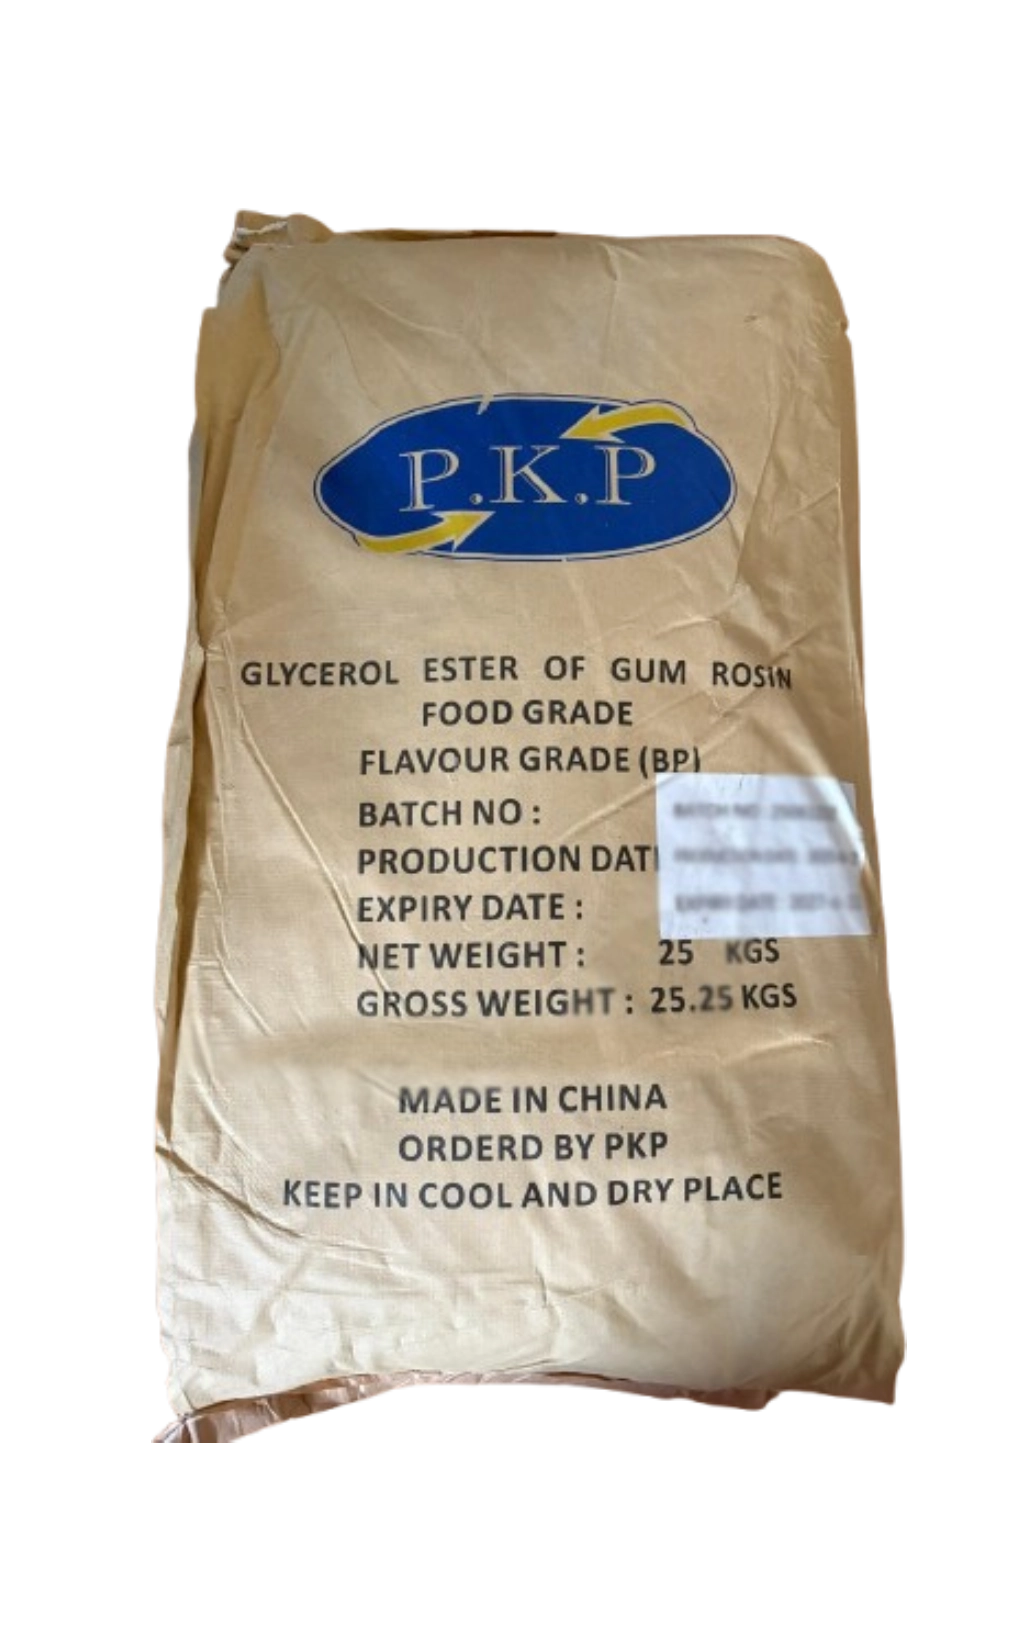 P.K.P
GLYCEROL ESTER OF GUM ROSIN
FOOD GRADE
FLAVOUR GRADE (BP)
BATCH NO :
PRODUCTION DAT
EXPIRY DATE :
NET WEIGHT : 25 KGS
GROSS WEIGHT : 25.25 KGS
MADE IN CHINA
ORDERD BY PKP
KEEP IN COOL AND DRY PLACE